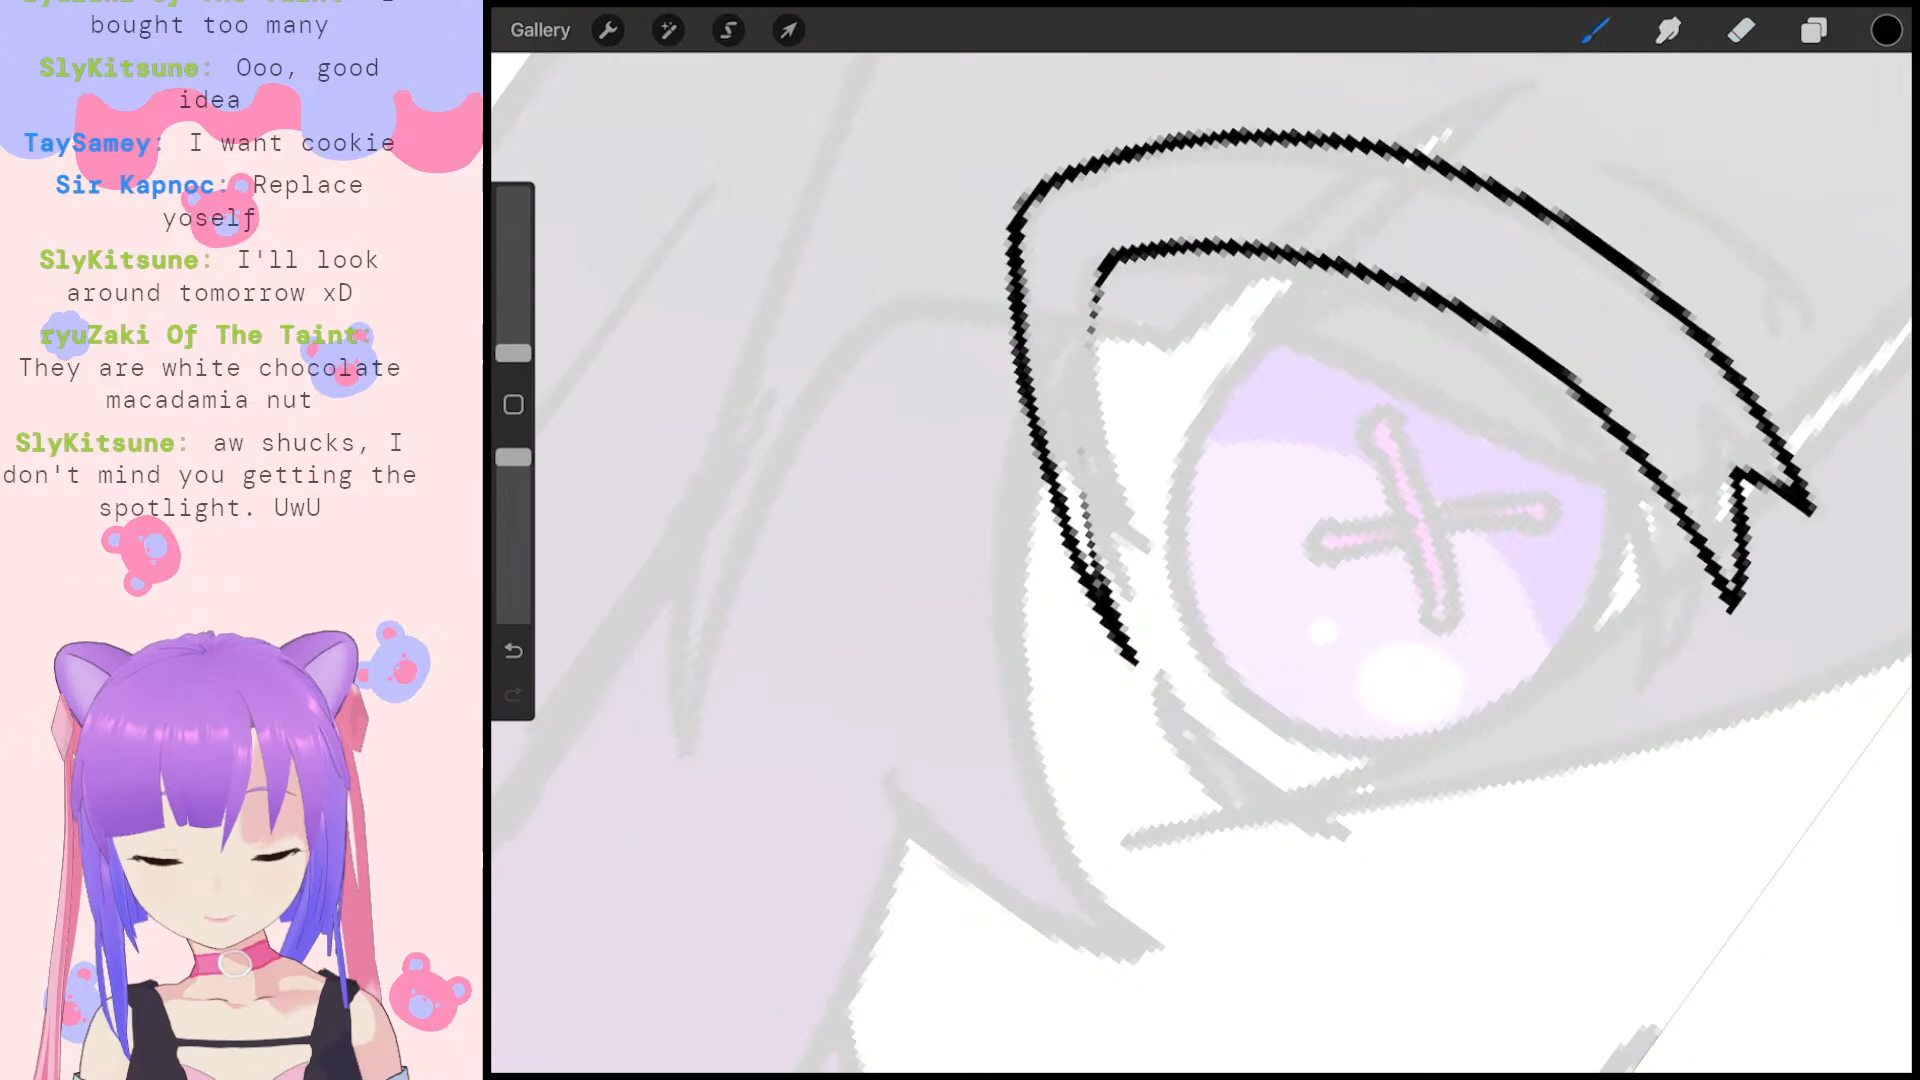 bought too many
SlyKitsune: Ooo, good
idea
TaySamey: I want cookie
Sir Kapnoc: Replace
yoself
SlyKitsune: I'll look
around tomorrow xD
ryuZaki Of The Taint:
They are white chocolate
macadamia nut
SlyKitsune: aw shucks, I
don't mind you getting the
spotlight. UwU
Gallery